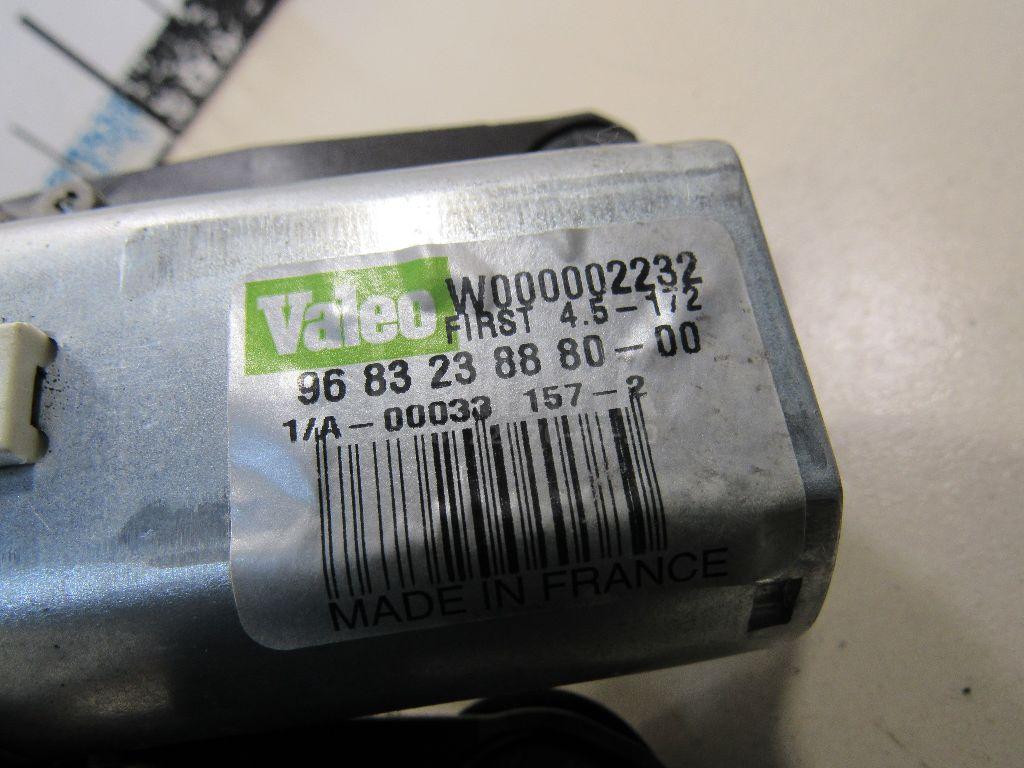 Valeo W000002232
FIRST 4.5-1/2
96 83 23 88 80-00
1/A-00033 157-2
MADE IN FRANCE